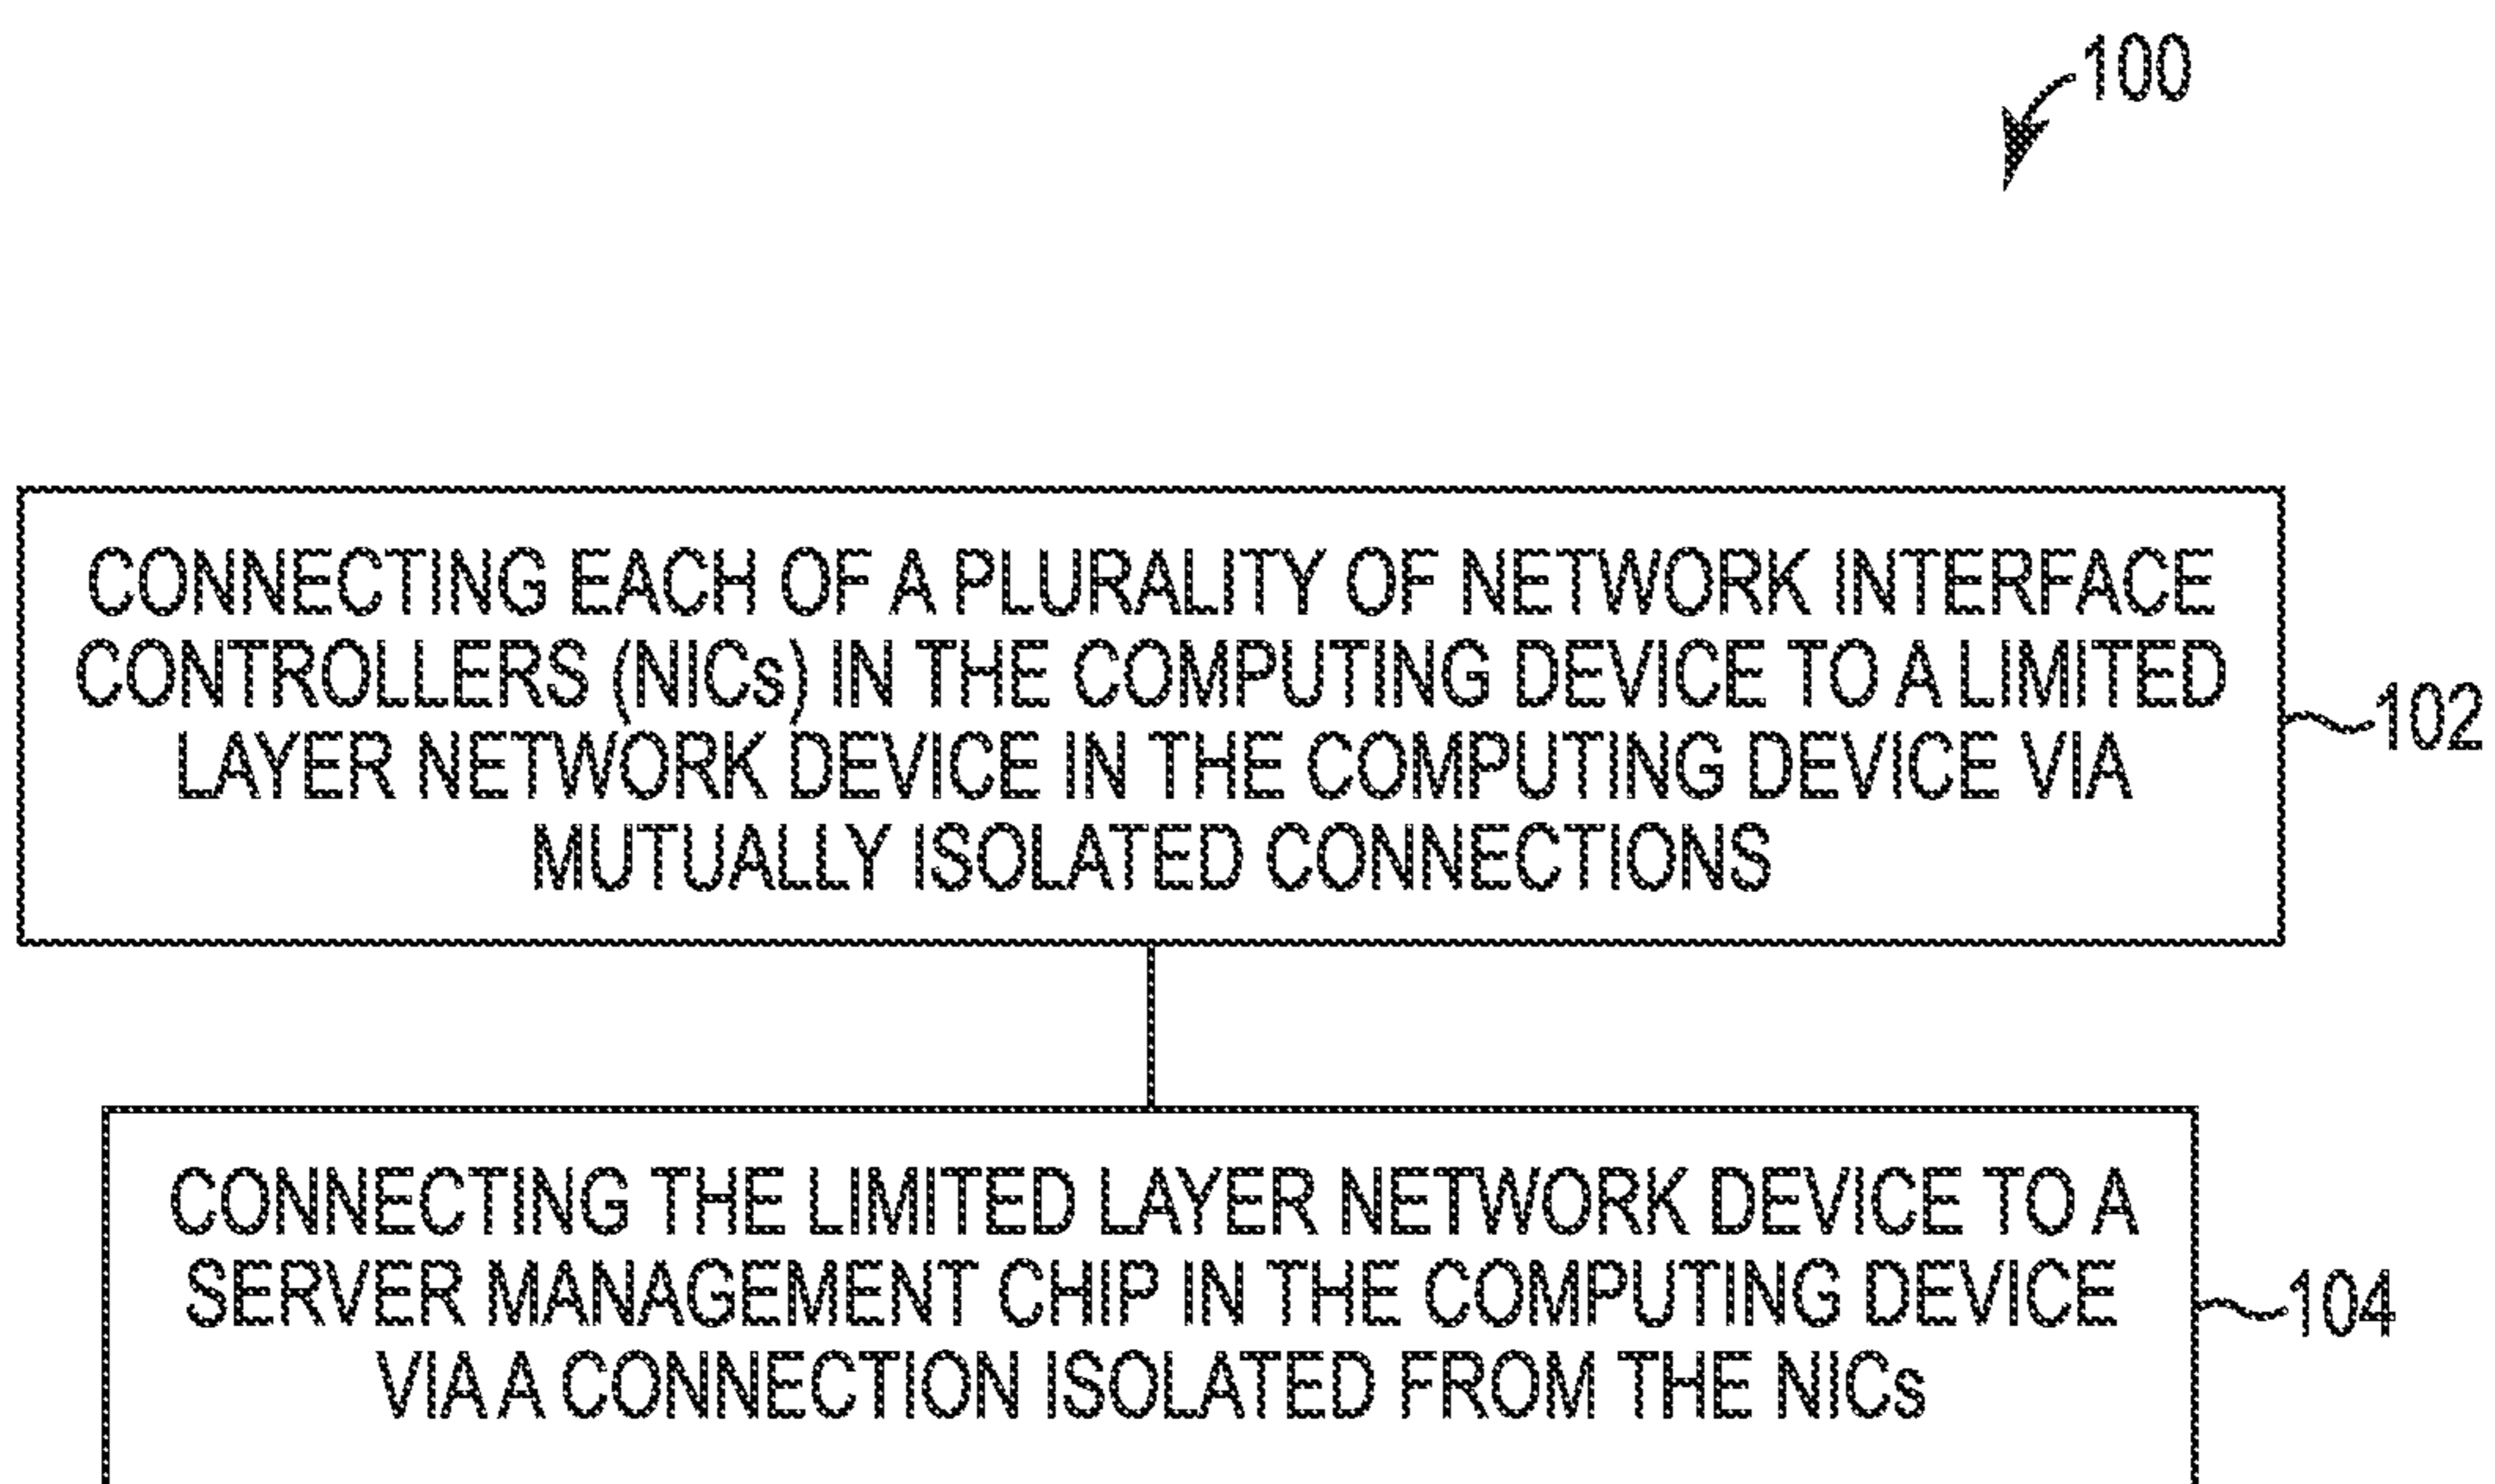 100
CONNECTING EACH OF A PLURALITY OF NETWORK INTERFACE
CONTROLLERS (NICs) IN THE COMPUTING DEVICE TO A LIMITED
LAYER NETWORK DEVICE IN THE COMPUTING DEVICE VIA
MUTUALLY ISOLATED CONNECTIONS
102
CONNECTING THE LIMITED LAYER NETWORK DEVICE TO A
SERVER MANAGEMENT CHIP IN THE COMPUTING DEVICE
VIA A CONNECTION ISOLATED FROM THE NICs
104